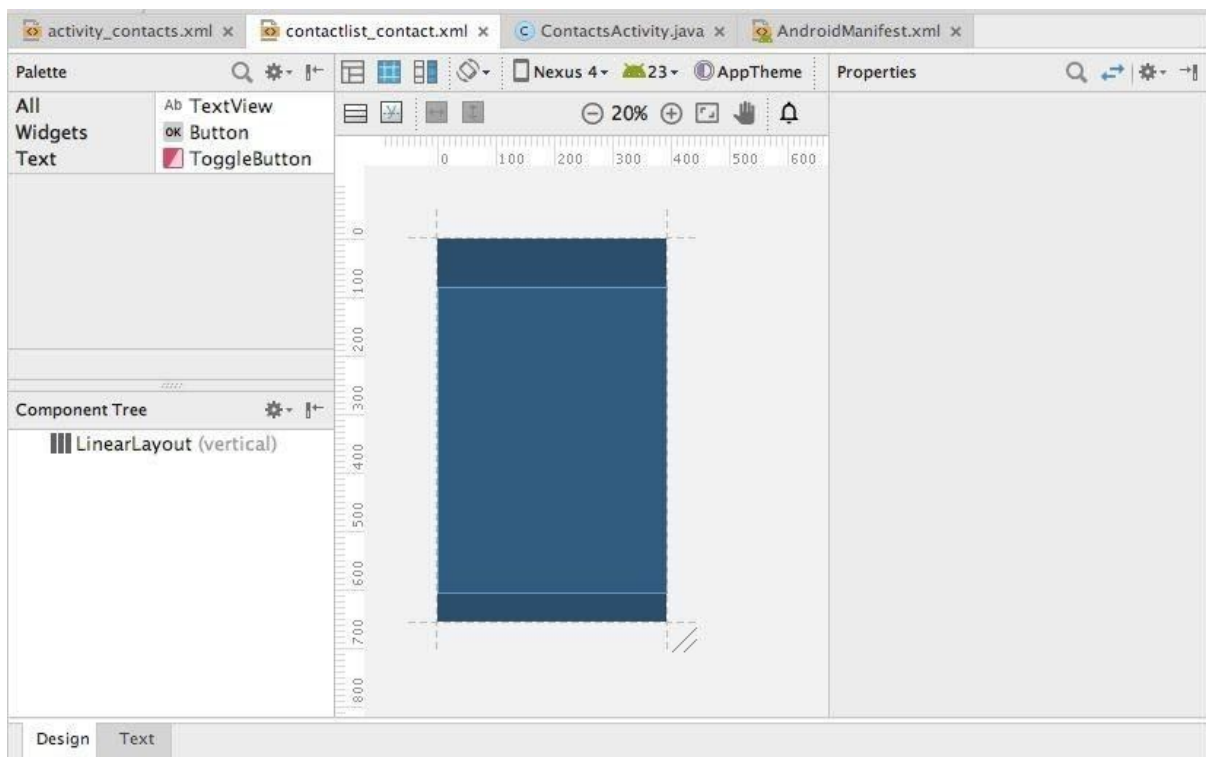 activity_contacts.xml × contactlist_contact.xml × ContactsActivity.java × AndroidManifest.xml ×
Palette
Nexus 4 23 AppTheme
Properties
All
Widgets
Text
Ab TextView
OK Button
ToggleButton
20%
0 100 200 300 400 500 600
0
100
200
300
400
500
600
700
800
Component Tree
LinearLayout (vertical)
Design Text